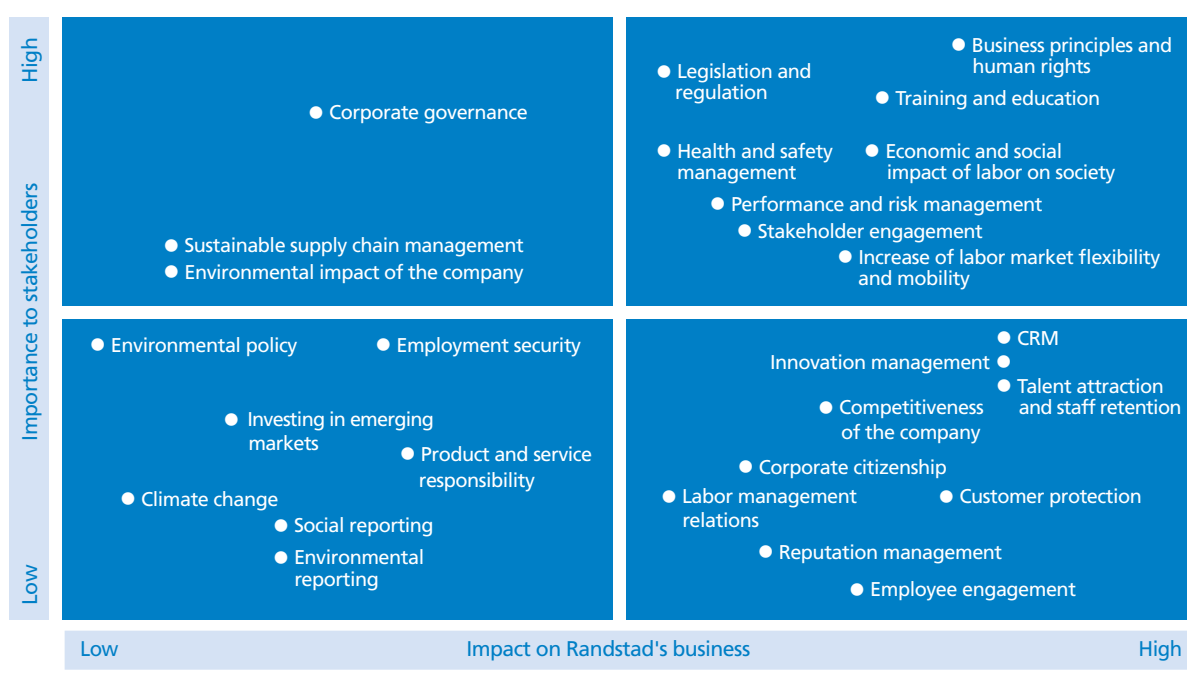 High
Importance to stakeholders
Low
Corporate governance
Sustainable supply chain management
Environmental impact of the company
Business principles and
human rights
Legislation and
regulation
Training and education
Health and safety
management
Economic and social
impact of labor on society
Performance and risk management
Stakeholder engagement
Increase of labor market flexibility
and mobility
Environmental policy
Employment security
Investing in emerging
markets
Product and service
responsibility
Climate change
Social reporting
Environmental
reporting
CRM
Innovation management
Talent attraction
and staff retention
Competitiveness
of the company
Corporate citizenship
Labor management
relations
Customer protection
Reputation management
Employee engagement
Low
Impact on Randstad's business
High